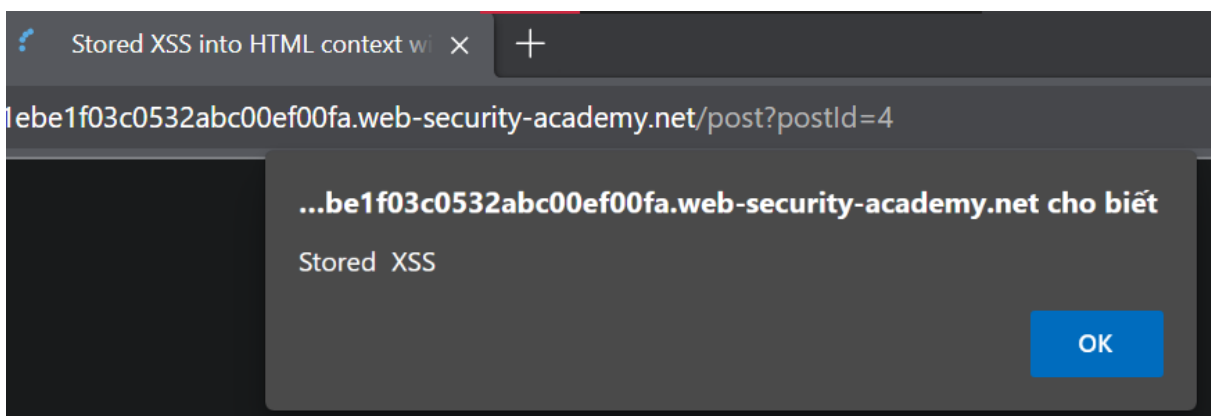 Stored XSS into HTML context wi
1ebe1f03c0532abc00ef00fa.web-security-academy.net/post?postId=4
...be1f03c0532abc00ef00fa.web-security-academy.net cho biết
Stored XSS
OK